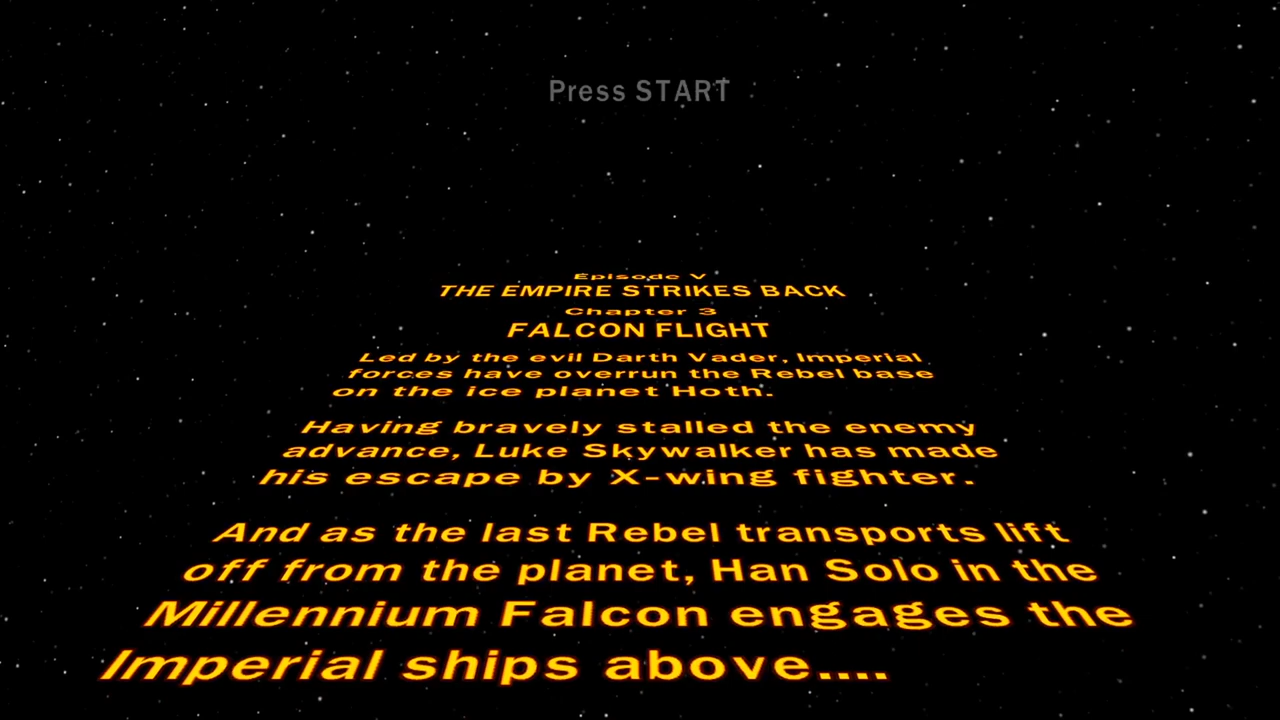 Press START
Episode V
THE EMPIRE STRIKES BACK
Chapter 3
FALCON FLIGHT
Led by the evil Darth Vader, Imperial
forces have overrun the Rebel base
on the ice planet Hoth.
Having bravely stalled the enemy
advance, Luke Skywalker has made
his escape by X-wing fighter.
And as the last Rebel transports lift
off from the planet, Han Solo in the
Millennium Falcon engages the
Imperial ships above....